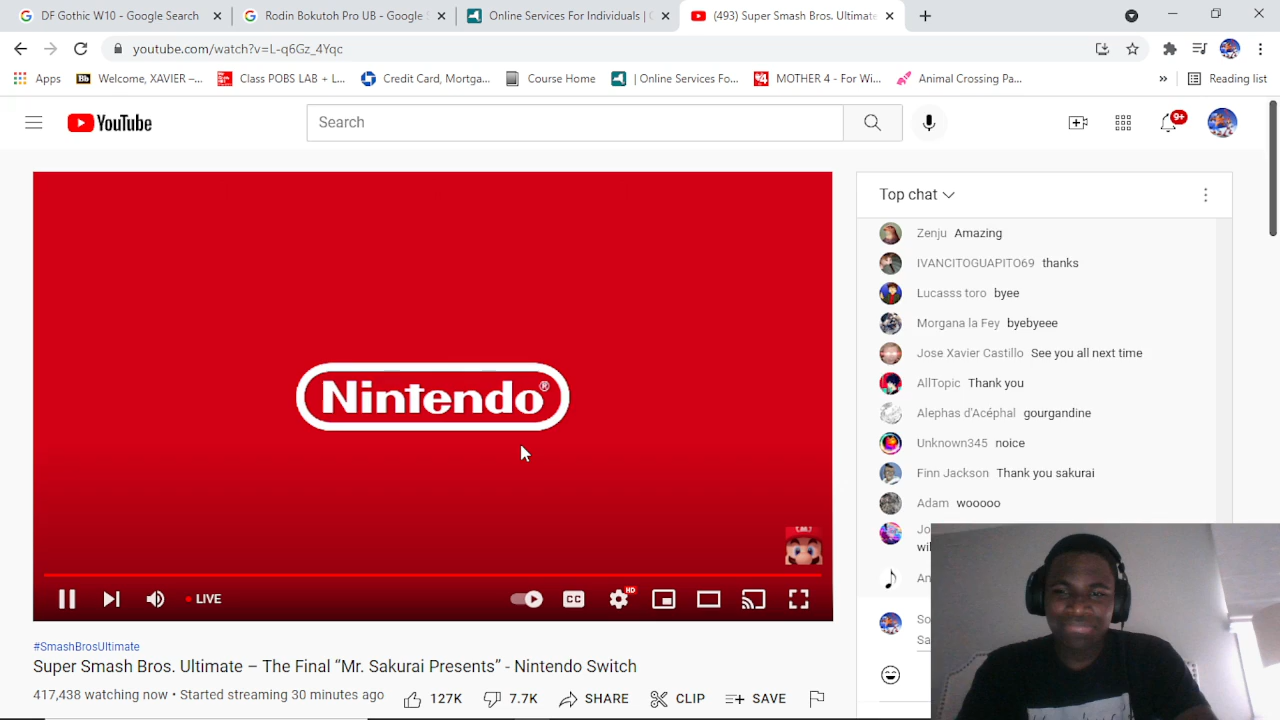 DF Gothic W10 - Google Search
Rodin Bokutoh Pro UB - Google S
Online Services For Individuals |
(493) Super Smash Bros. Ultimate
youtube.com/watch?v=L-q6Gz_4Yqc
Apps
Bb Welcome, XAVIER –...
Class POBS LAB + L...
Credit Card, Mortga...
Course Home
| Online Services Fo...
MOTHER 4 - For Wi...
Animal Crossing Pa...
»
Reading list
YouTube
Search
9+
Top chat
Zenju Amazing
IVANCITOGUAPITO69 thanks
Lucasss toro byee
Morgana la Fey byebyeee
Jose Xavier Castillo See you all next time
AllTopic Thank you
Alephas d'Acéphal gourgandine
Unknown345 noice
Finn Jackson Thank you sakurai
Adam wooooo
Nintendo®
LIVE
CC
HD
#SmashBrosUltimate
Super Smash Bros. Ultimate – The Final “Mr. Sakurai Presents” - Nintendo Switch
417,438 watching now • Started streaming 30 minutes ago
127K
7.7K
SHARE
CLIP
SAVE